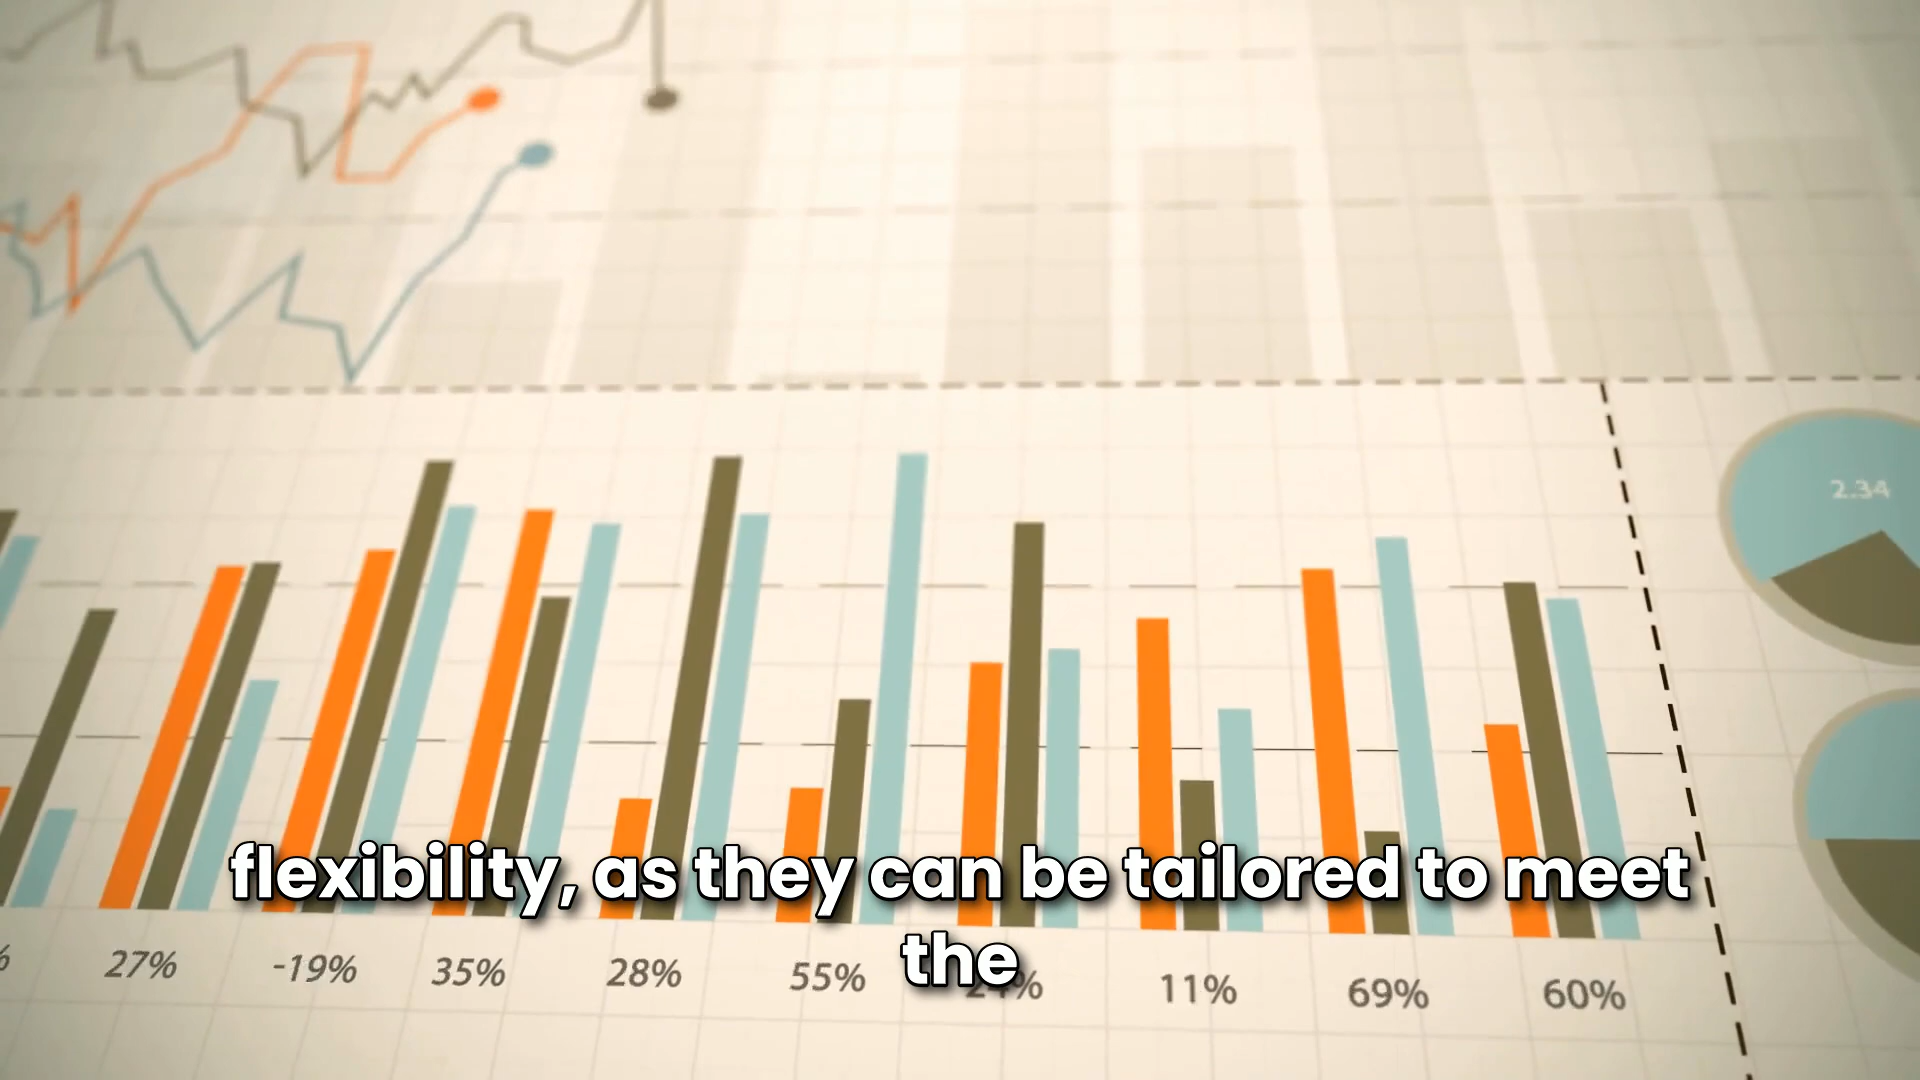 2.34
flexibility, as they can be tailored to meet
the
27% -19% 35% 28% 55% 24% 11% 69% 60%